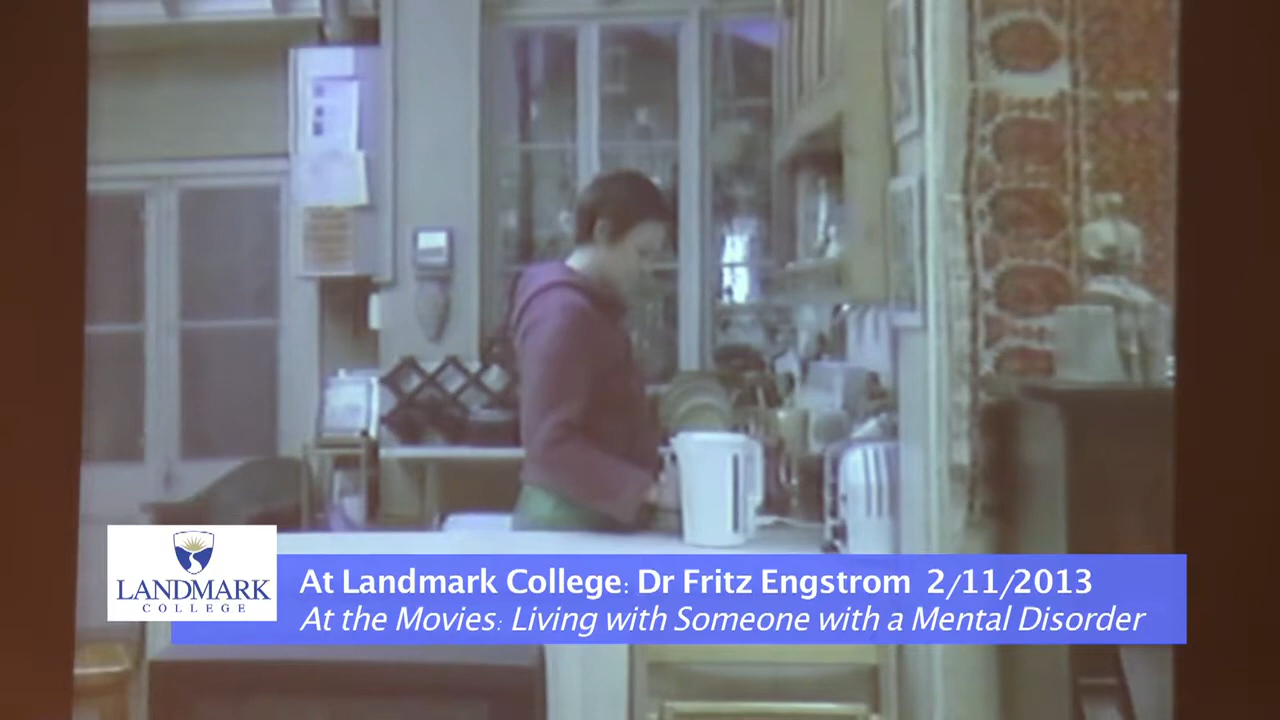 LANDMARK
COLLEGE
At Landmark College: Dr Fritz Engstrom 2/11/2013
At the Movies: Living with Someone with a Mental Disorder